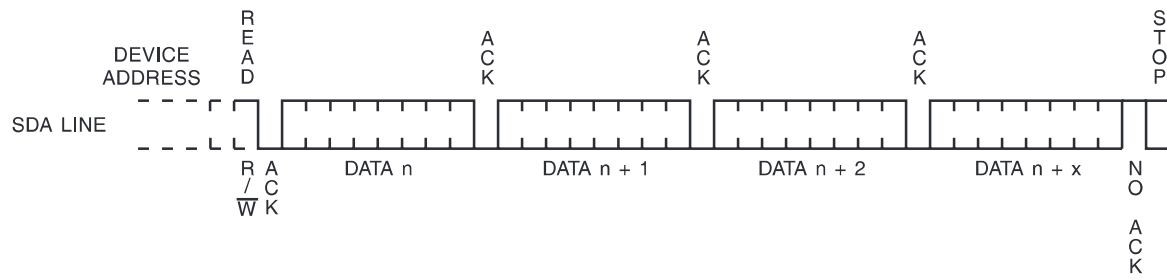 READ
ACK
ACK
ACK
STOP
DEVICE
ADDRESS
SDA LINE
R/W
ACK
DATA n
DATA n + 1
DATA n + 2
DATA n + x
NO ACK